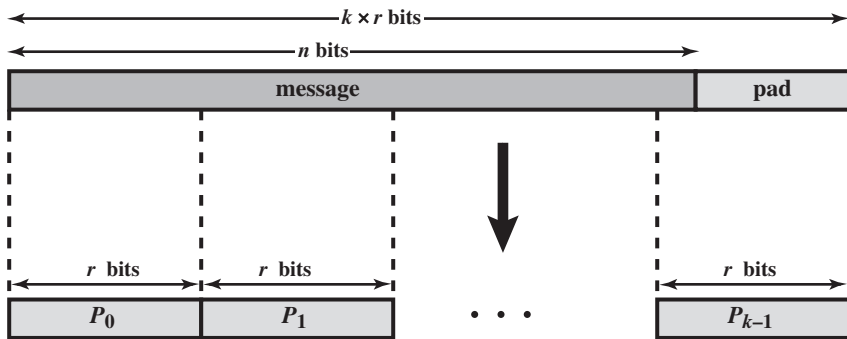 k × r bits
n bits
message pad
r bits r bits r bits
P0 P1 . . . Pk–1